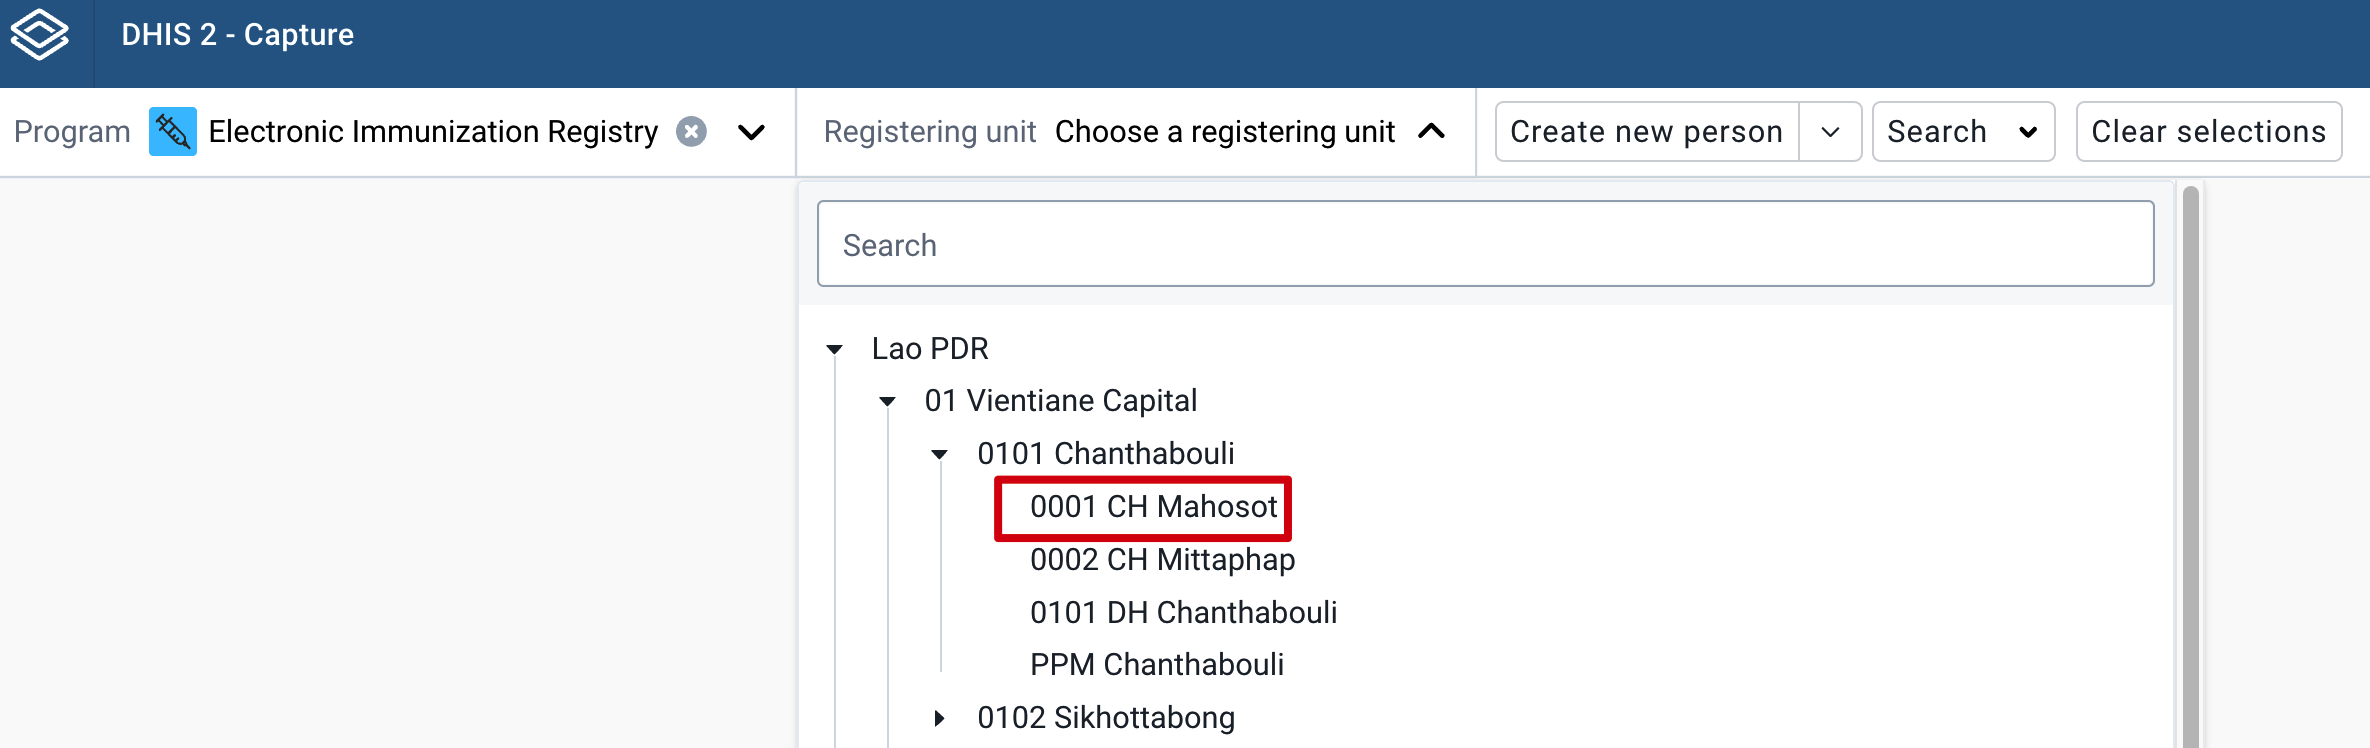 DHIS 2 - Capture
Program Electronic Immunization Registry Registering unit Choose a registering unit Create new person Search Clear selections
Search
Lao PDR
01 Vientiane Capital
0101 Chanthabouli
0001 CH Mahosot
0002 CH Mittaphap
0101 DH Chanthabouli
PPM Chanthabouli
0102 Sikhottabong